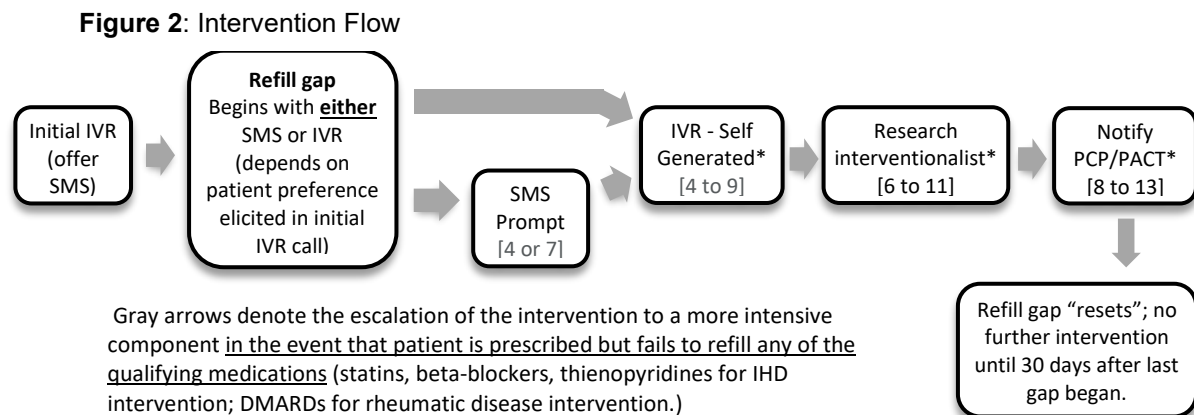 Figure 2: Intervention Flow
Initial IVR
(offer
SMS)
Refill gap
Begins with either
SMS or IVR
(depends on
patient preference
elicited in initial
IVR call)
SMS
Prompt
[4 or 7]
IVR - Self
Generated*
[4 to 9]
Research
interventionalist*
[6 to 11]
Notify
PCP/PACT*
[8 to 13]
Refill gap “resets”; no
further intervention
until 30 days after last
gap began.
Gray arrows denote the escalation of the intervention to a more intensive
component in the event that patient is prescribed but fails to refill any of the
qualifying medications (statins, beta-blockers, thienopyridines for IHD
intervention; DMARDs for rheumatic disease intervention.)